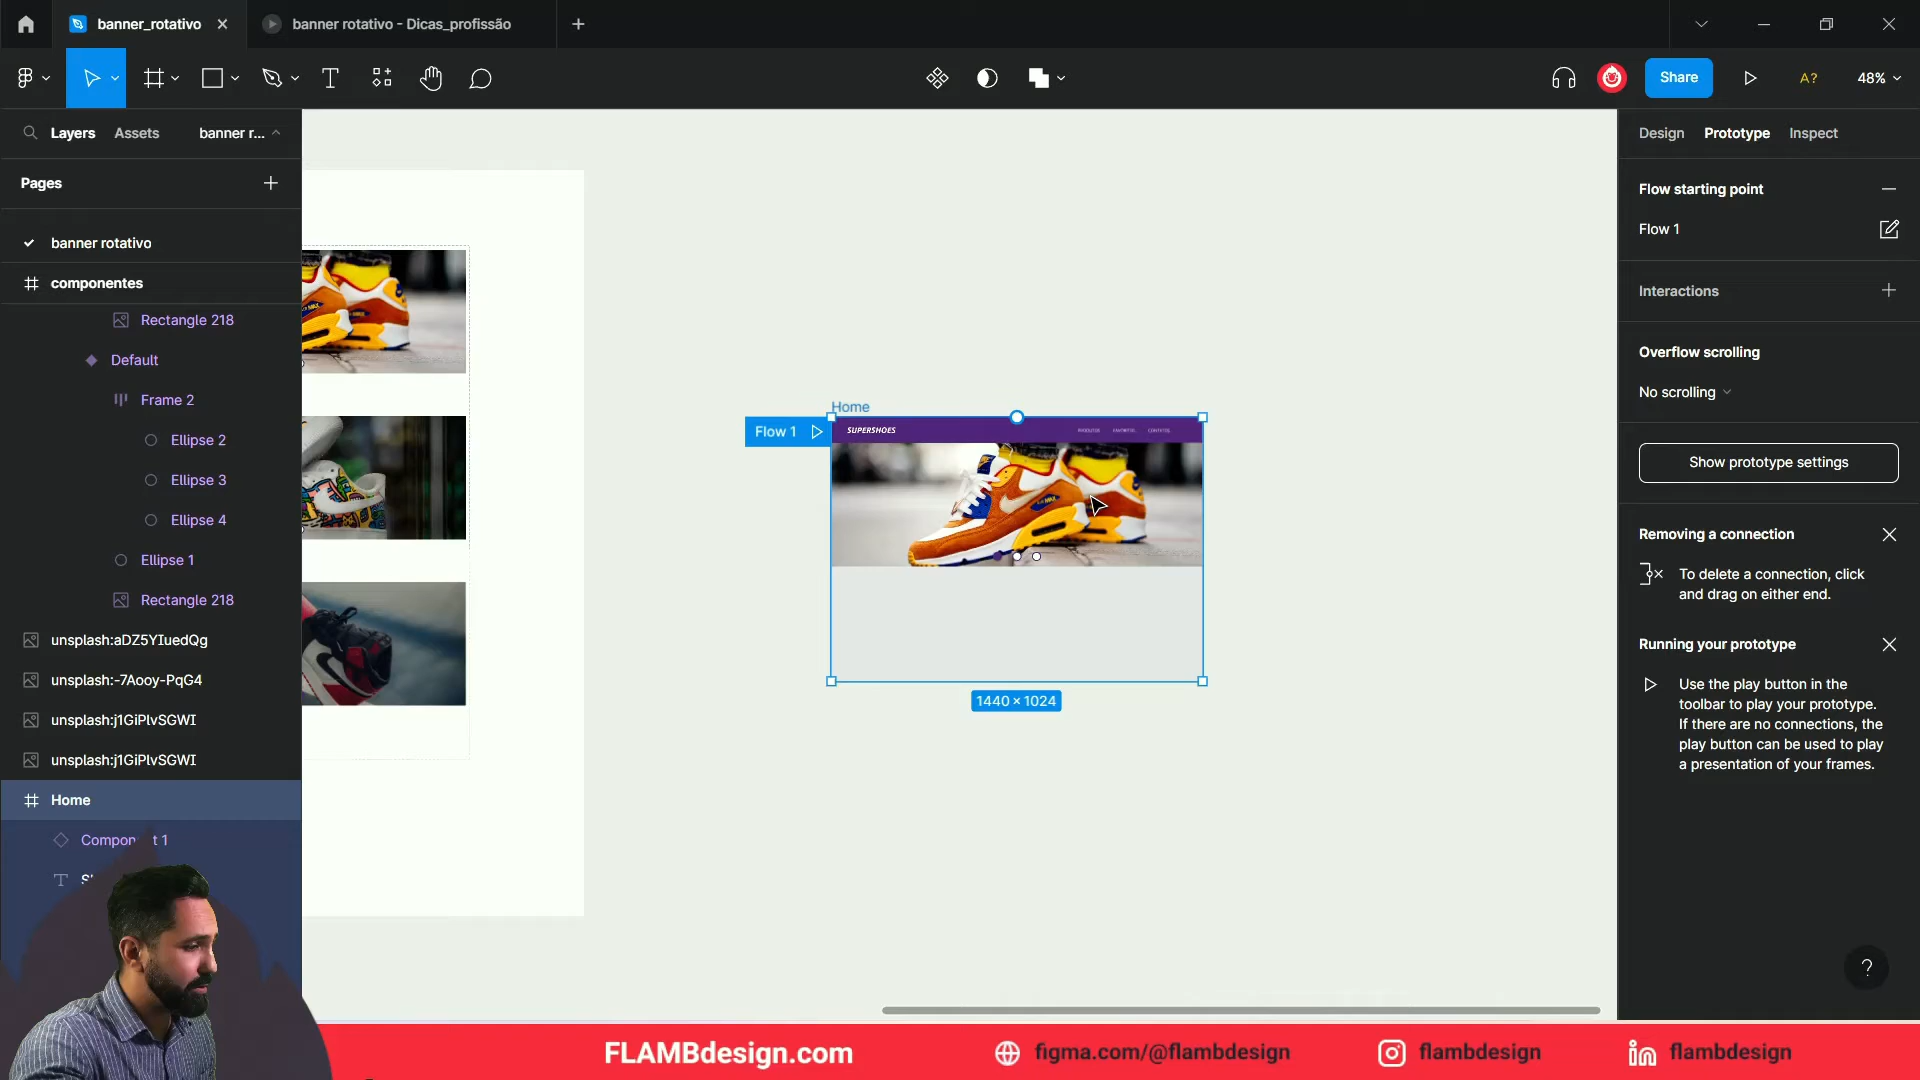 banner_rotativo
banner rotativo - Dicas_profissão
Share
A?
48%
Layers
Assets
banner r...
Pages
banner rotativo
componentes
Rectangle 218
Default
Frame 2
Ellipse 2
Ellipse 3
Ellipse 4
Ellipse 1
Rectangle 218
unsplash:aDZ5YIuedQg
unsplash:-7Aooy-PqG4
unsplash:j1GiPlvSGWI
unsplash:j1GiPlvSGWI
Home
Compon t 1
Home
Flow 1
SUPERSHOES
PRODUTOS
FAVORITOS
CONTATOS
1440 × 1024
Design
Prototype
Inspect
Flow starting point
Flow 1
Interactions
Overflow scrolling
No scrolling
Show prototype settings
Removing a connection
To delete a connection, click
and drag on either end.
Running your prototype
Use the play button in the
toolbar to play your prototype.
If there are no connections, the
play button can be used to play
a presentation of your frames.
?
FLAMBdesign.com
figma.com/@flambdesign
flambdesign
flambdesign